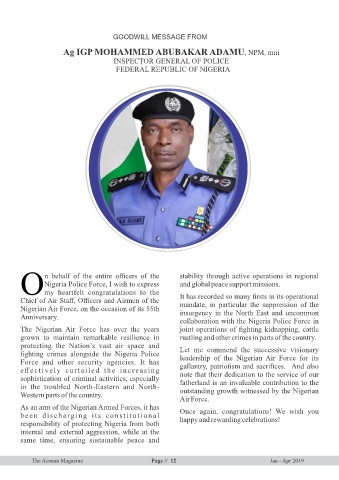 GOODWILL MESSAGE FROM
Ag IGP MOHAMMED ABUBAKAR ADAMU, NPM, mni
INSPECTOR GENERAL OF POLICE
FEDERAL REPUBLIC OF NIGERIA
On behalf of the entire officers of the
Nigeria Police Force, I wish to express
my heartfelt congratulations to the
Chief of Air Staff, Officers and Airmen of the
Nigerian Air Force, on the occasion of its 55th
Anniversary.
The Nigerian Air Force has over the years
grown to maintain remarkable resilience in
protecting the Nation's vast air space and
fighting crimes alongside the Nigeria Police
Force and other security agencies. It has
effectively curtailed the increasing
sophistication of criminal activities, especially
in the troubled North-Eastern and North-
Western parts of the country.
As an arm of the Nigerian Armed Forces, it has
been discharging its constitutional
responsibility of protecting Nigeria from both
internal and external aggression, while at the
same time, ensuring sustainable peace and
stability through active operations in regional
and global peace support missions.
It has recorded so many firsts in its operational
mandate, in particular the suppression of the
insurgency in the North East and uncommon
collaboration with the Nigeria Police Force in
joint operations of fighting kidnapping, cattle
rustling and other crimes in parts of the country.
Let me commend the successive visionary
leadership of the Nigerian Air Force for its
gallantry, patriotism and sacrifices. And also
note that their dedication to the service of our
fatherland is an invaluable contribution to the
outstanding growth witnessed by the Nigerian
Air Force.
Once again, congratulations! We wish you
happy and rewarding celebrations!
The Airman Magazine Page // 12 Jan - Apr 2019